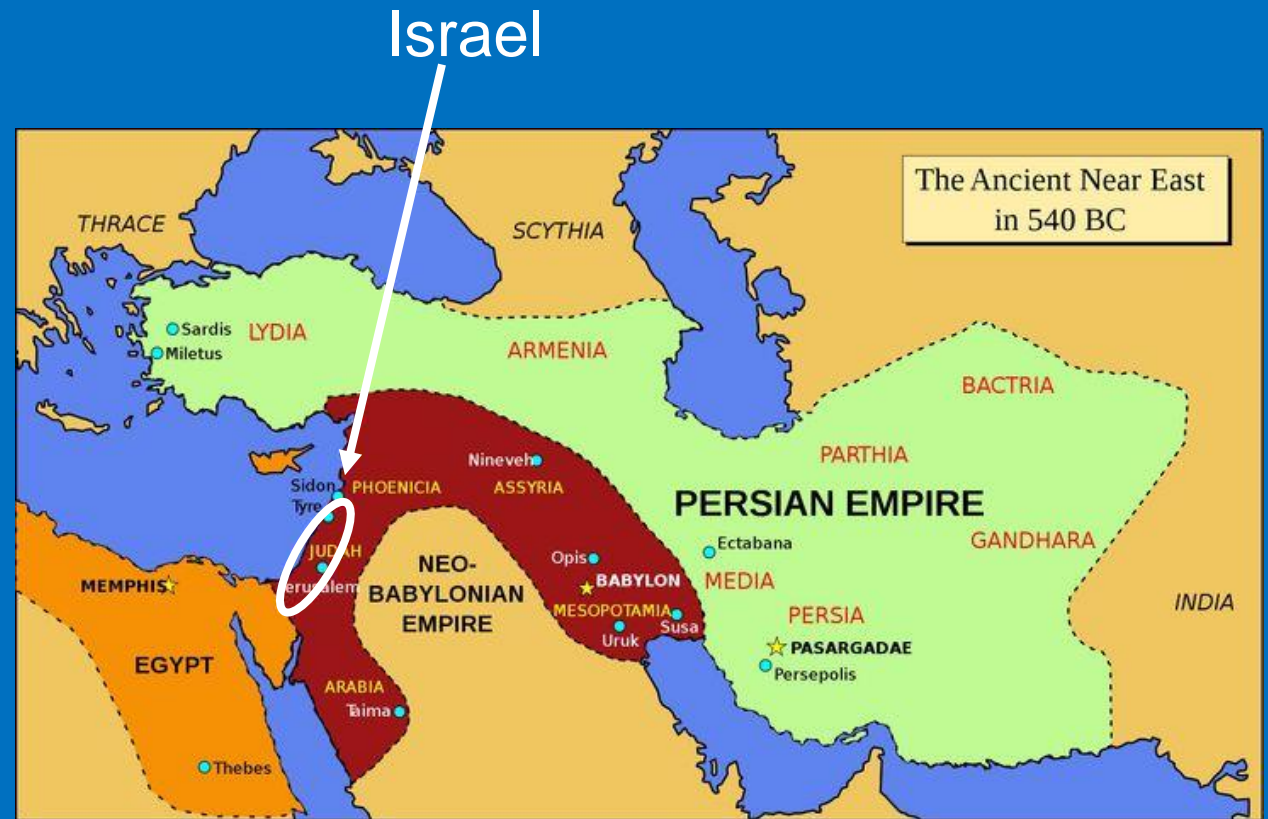 Israel
The Ancient Near East
in 540 BC
THRACE
SCYTHIA
Sardis
LYDIA
Miletus
ARMENIA
BACTRIA
PARTHIA
Nineveh
Sidon
PHOENICIA
ASSYRIA
Tyre
PERSIAN EMPIRE
GANDHARA
JUDAH
Ectabana
Opis
NEO-
BABYLONIAN
EMPIRE
MEMPHIS
Jerusalem
BABYLON
MEDIA
MESOPOTAMIA
INDIA
PERSIA
Susa
Uruk
PASARGADAE
EGYPT
Persepolis
ARABIA
Taima
Thebes